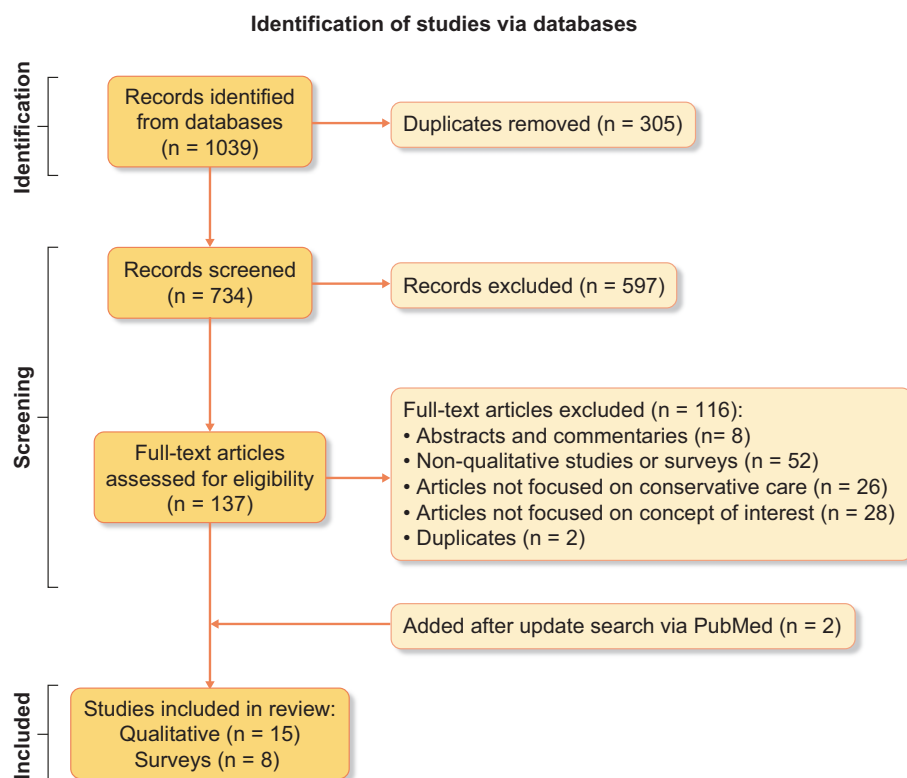 Identification of studies via databases
Identification
Records identified
from databases
(n = 1039)
Duplicates removed (n = 305)
Screening
Records screened
(n = 734)
Records excluded (n = 597)
Full-text articles
assessed for eligibility
(n = 137)
Full-text articles excluded (n = 116):
• Abstracts and commentaries (n= 8)
• Non-qualitative studies or surveys (n = 52)
• Articles not focused on conservative care (n = 26)
• Articles not focused on concept of interest (n = 28)
• Duplicates (n = 2)
Added after update search via PubMed (n = 2)
Included
Studies included in review:
Qualitative (n = 15)
Surveys (n = 8)